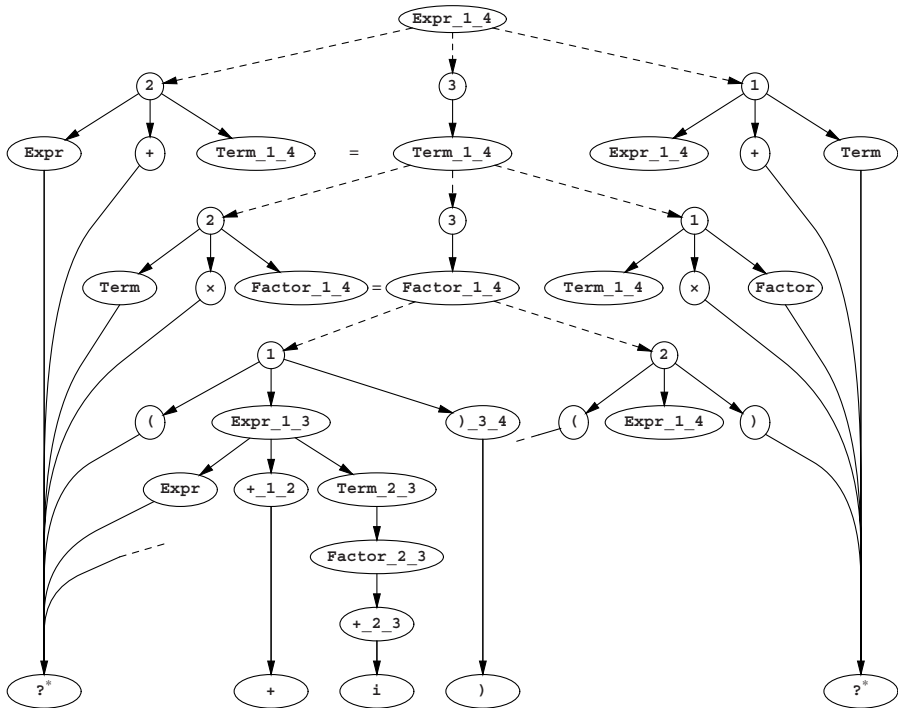 Expr_1_4
2 3 1
Expr + Term_1_4 = Term_1_4 Expr_1_4 + Term
2 3 1
Term × Factor_1_4 = Factor_1_4 Term_1_4 × Factor
1 2
( Expr_1_3 )_3_4 ( Expr_1_4 )
Expr +_1_2 Term_2_3
Factor_2_3
+_2_3
?* + i ) ?*